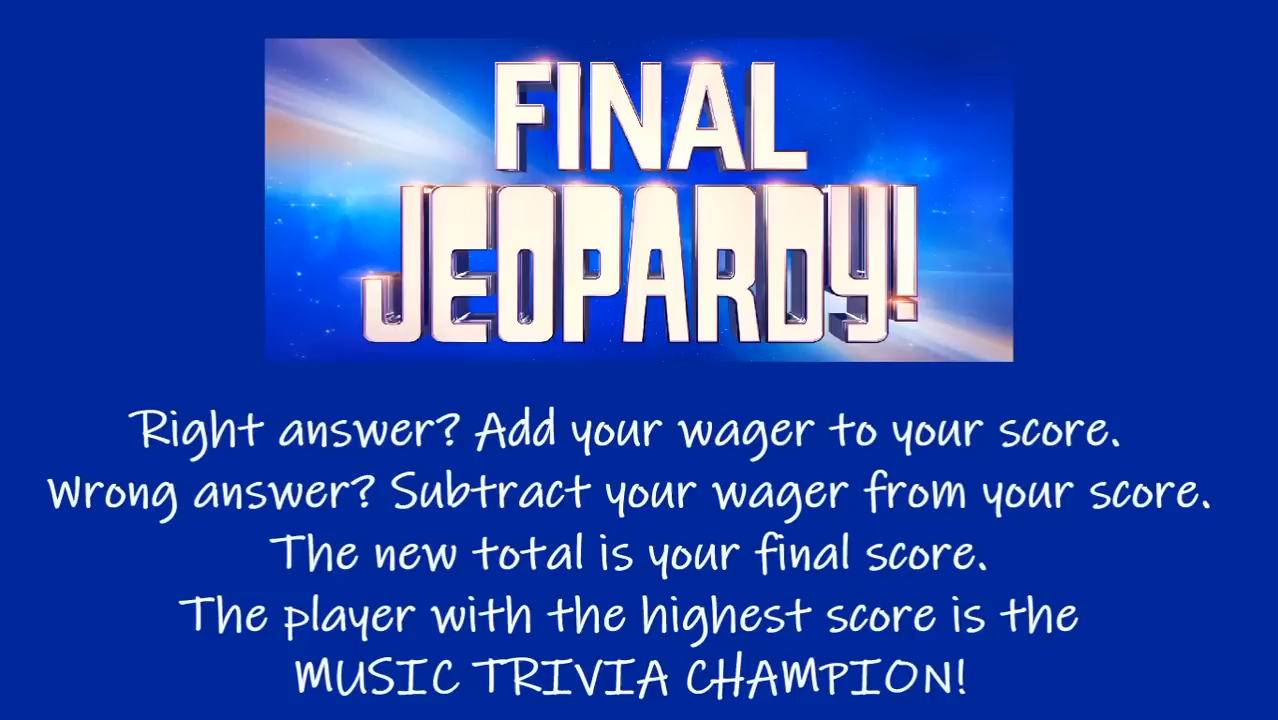 FINAL
JEOPARDY!
Right answer? Add your wager to your score.
Wrong answer? Subtract your wager from your score.
The new total is your final score.
The player with the highest score is the
MUSIC TRIVIA CHAMPION!